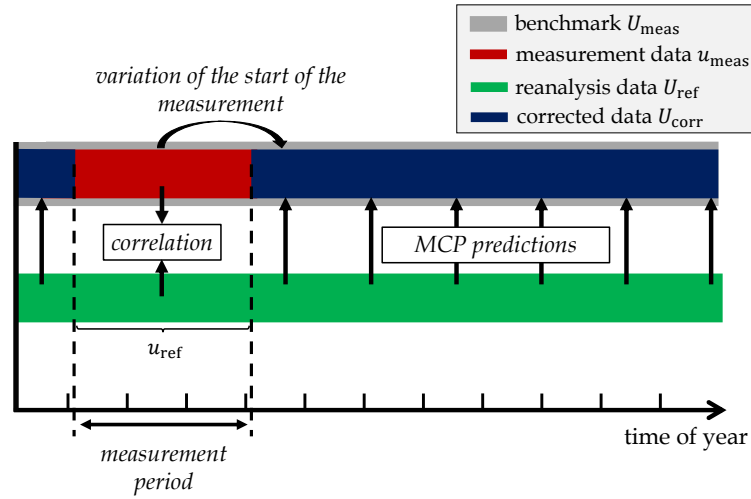 benchmark U_meas
measurement data u_meas
reanalysis data U_ref
corrected data U_corr
variation of the start of the
measurement
correlation
MCP predictions
u_ref
time of year
measurement
period